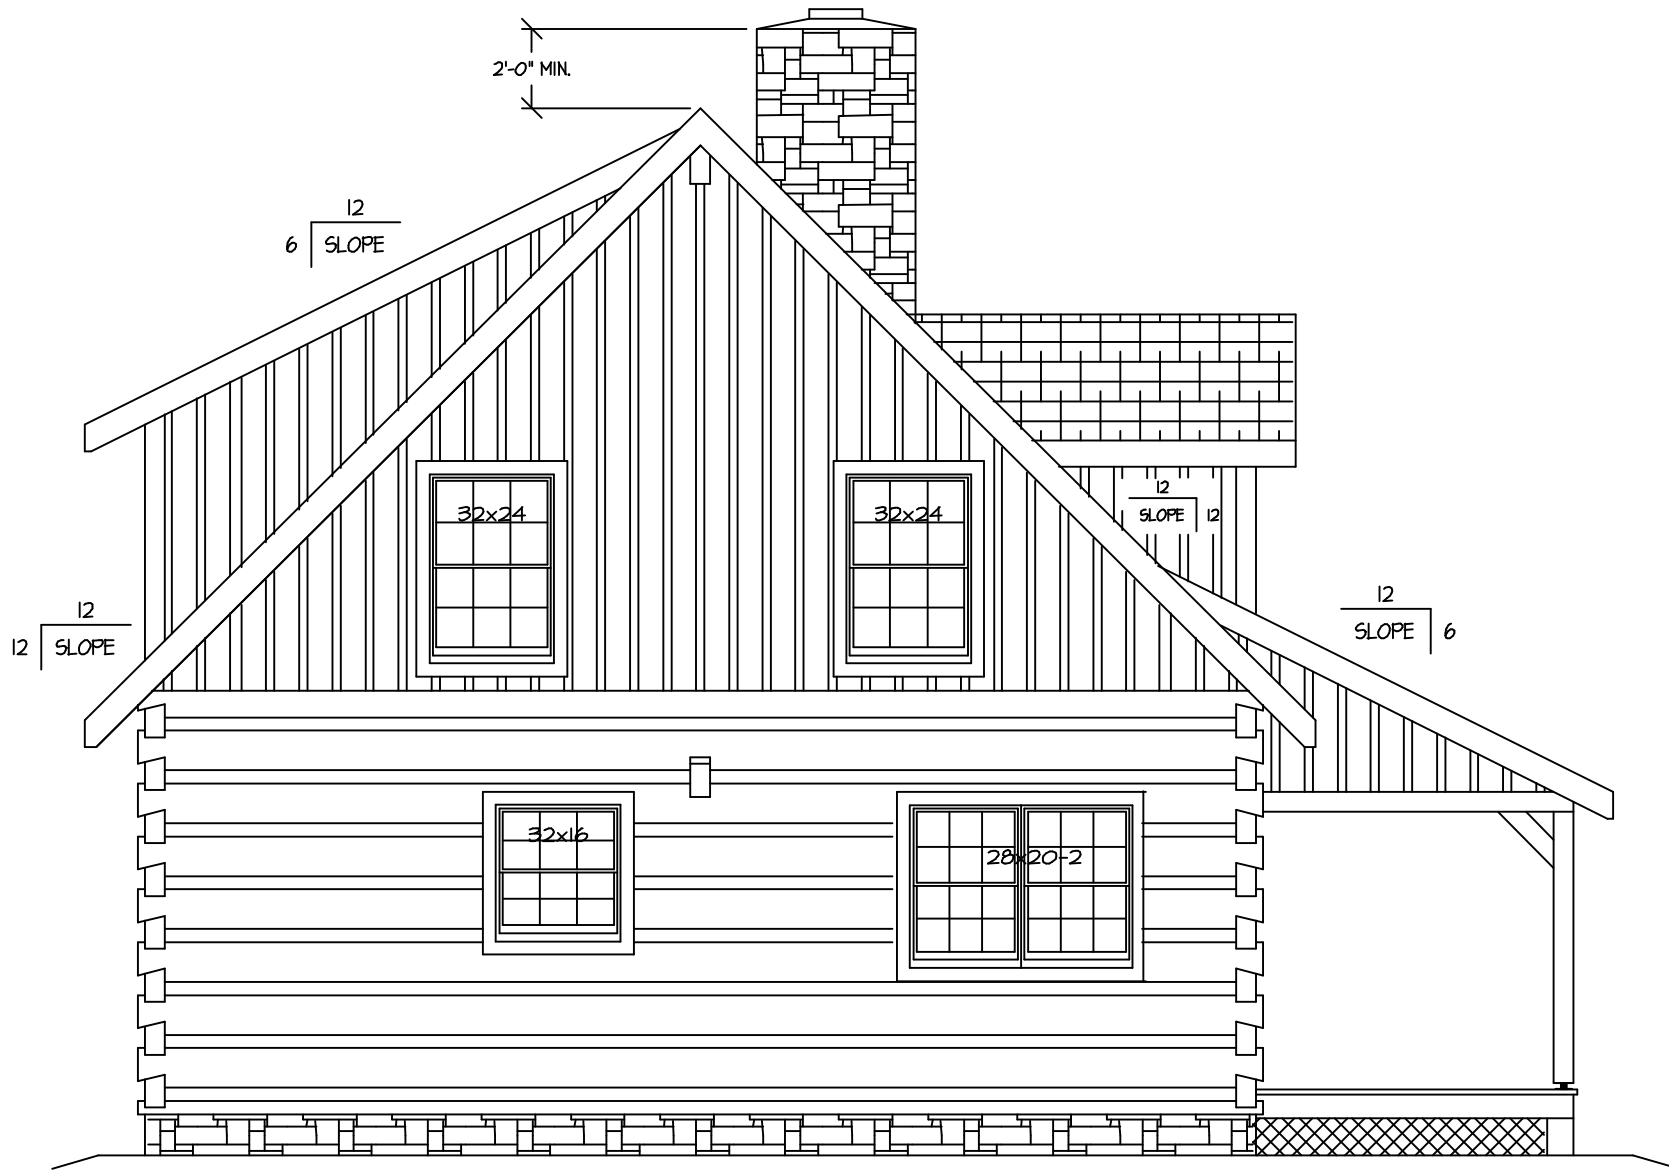 2'-0" MIN.
12
6 SLOPE
12
SLOPE 12
32x24 32x24
12
12 SLOPE
12
SLOPE 6
32x16
28x20-2